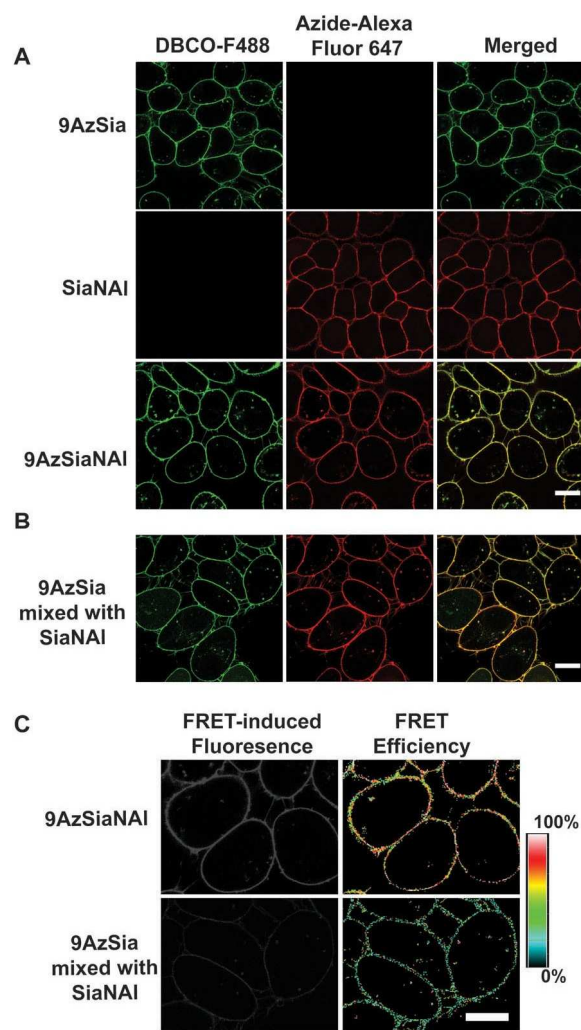 DBCO-F488
Azide-Alexa
Fluor 647
Merged
A
9AzSia
SiaNAl
9AzSiaNAl
B
9AzSia
mixed with
SiaNAl
C
FRET-induced
Fluoresence
FRET
Efficiency
9AzSiaNAl
100%
0%
9AzSia
mixed with
SiaNAl